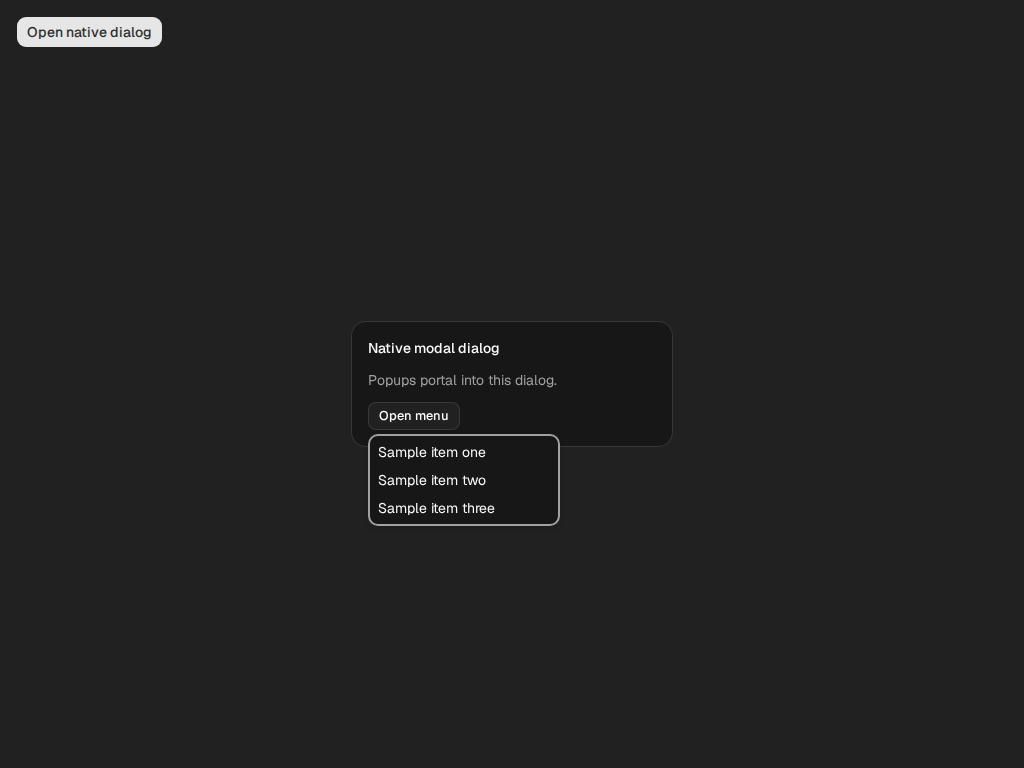 Open native dialog
Native modal dialog
Popups portal into this dialog.
Open menu
Sample item one
Sample item two
Sample item three